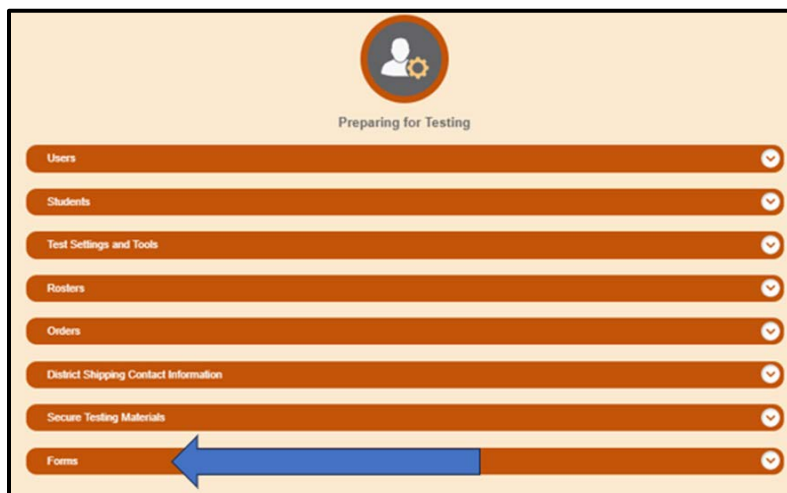 Preparing for Testing
Users
Students
Test Settings and Tools
Rosters
Orders
District Shipping Contact Information
Secure Testing Materials
Forms